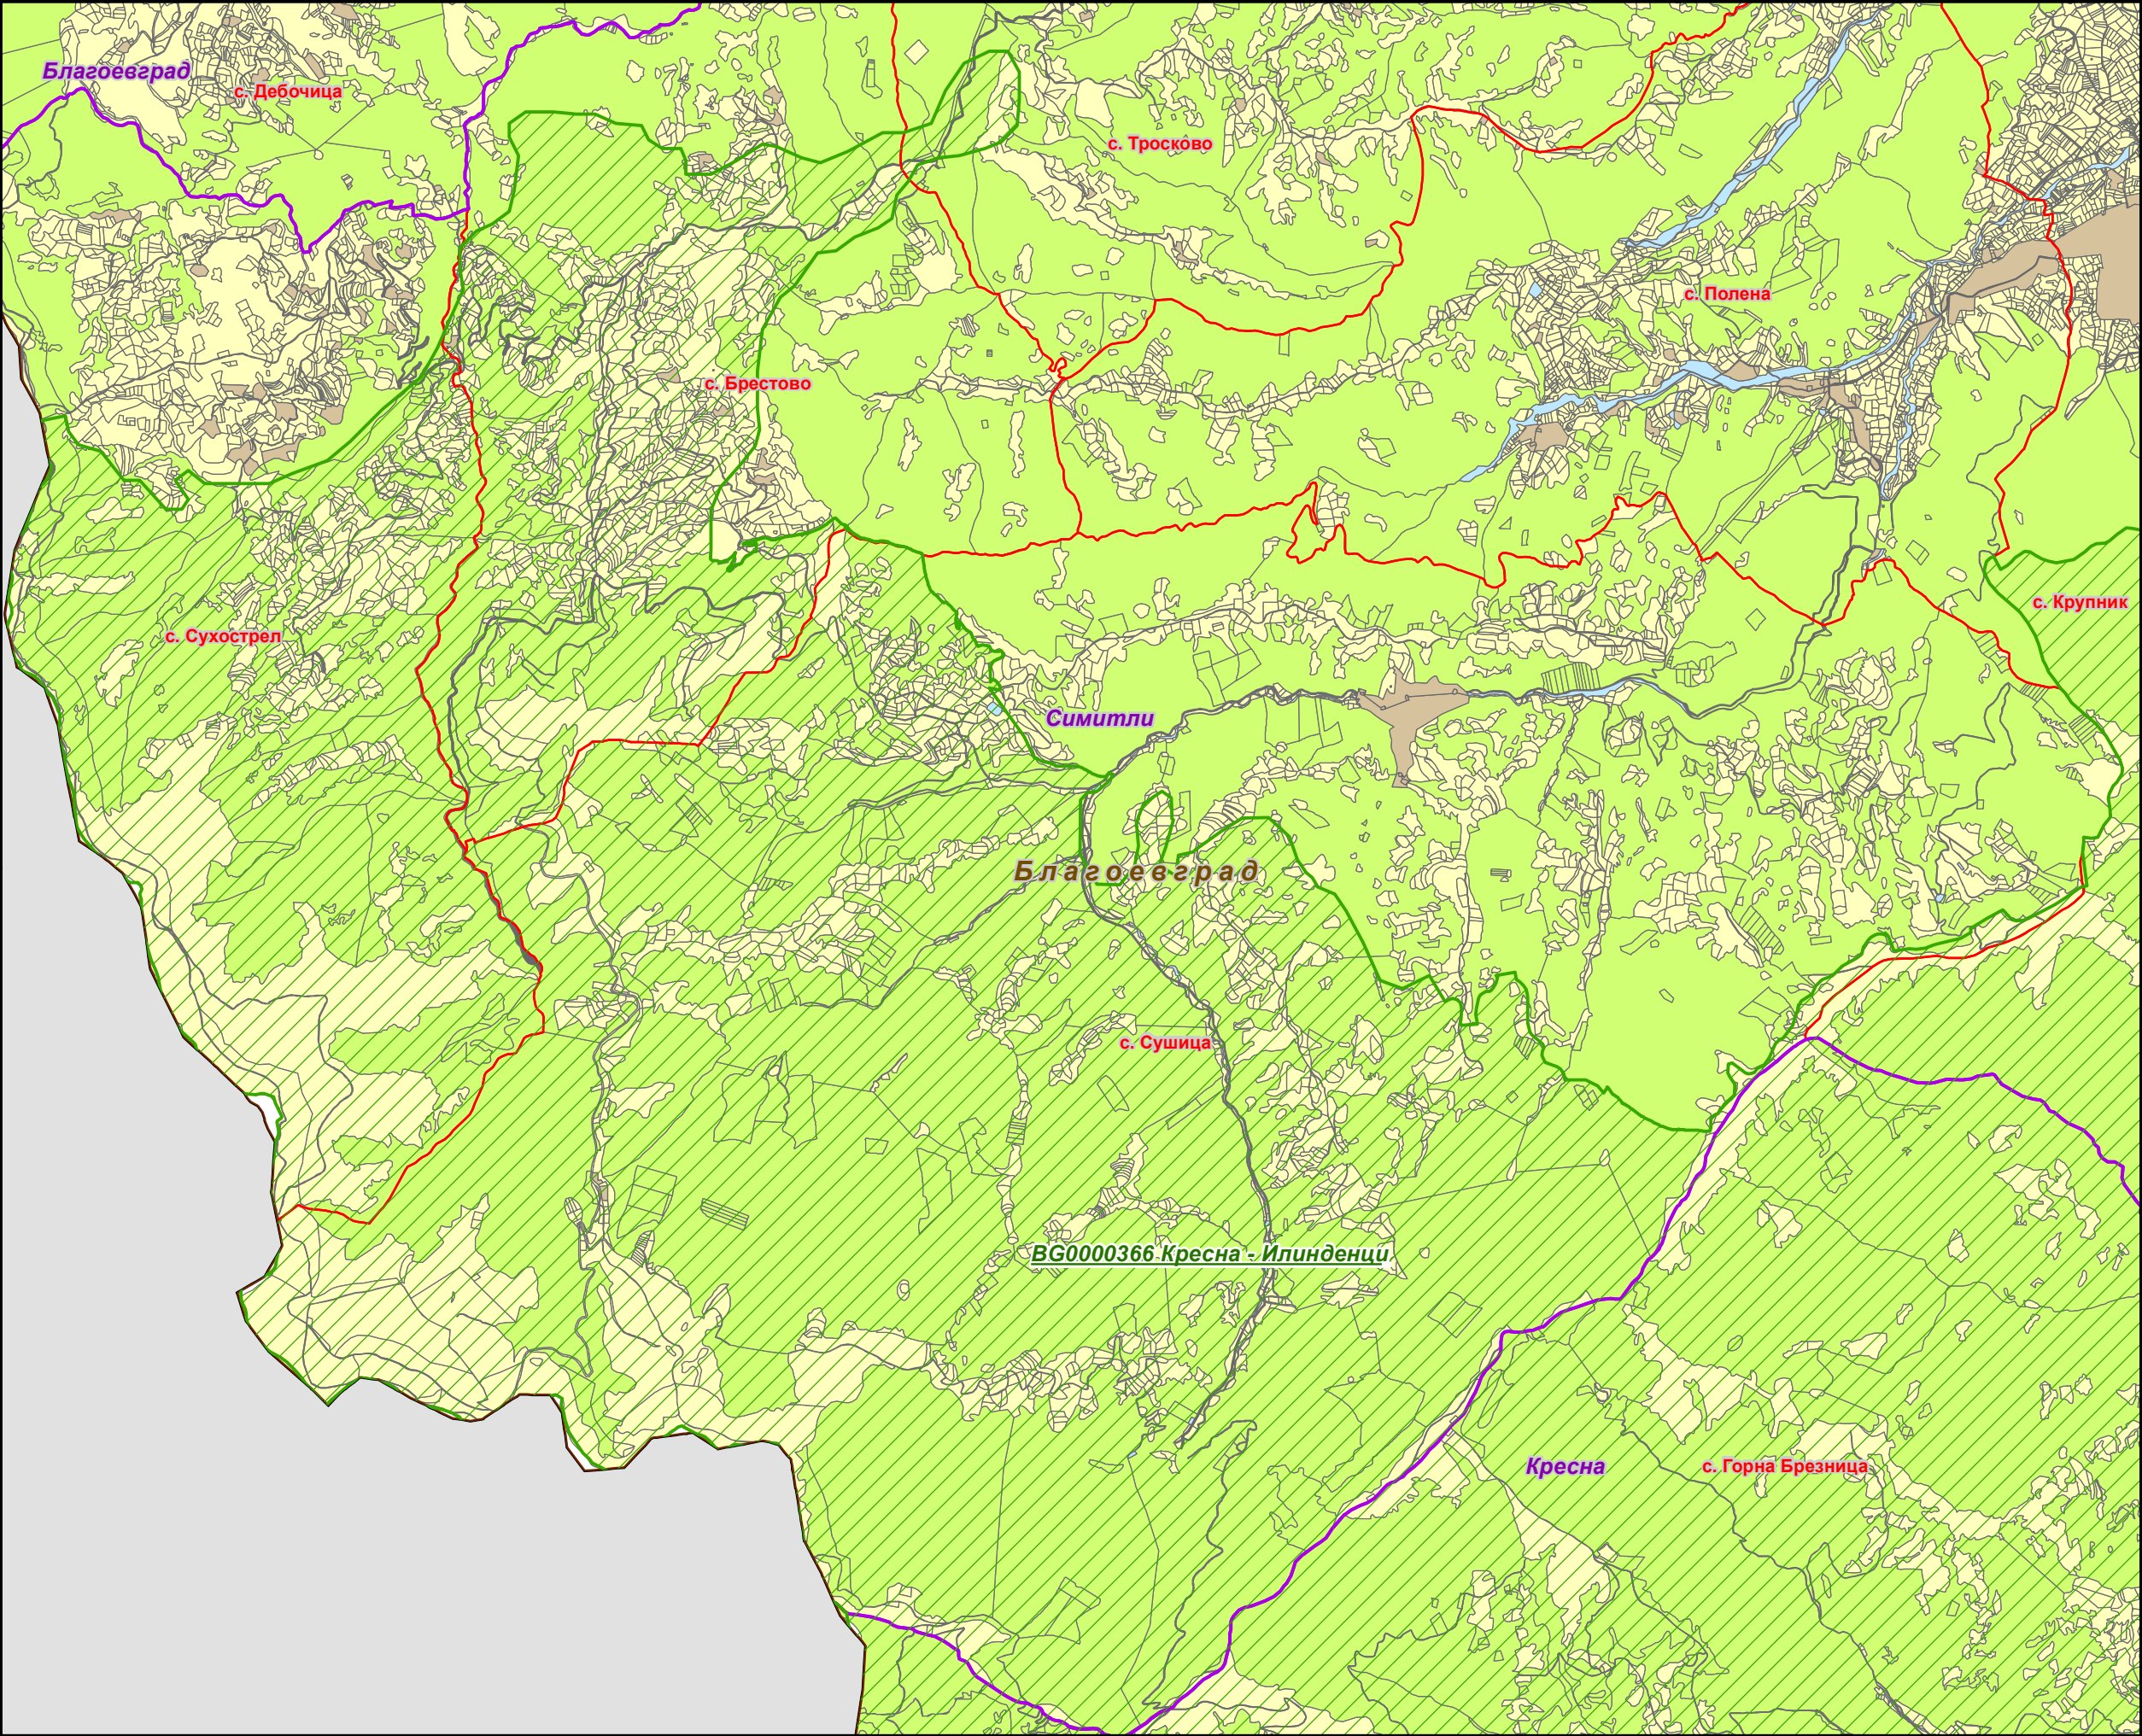 Благоевград
с. Дебочица
с. Тросково
с. Полена
с. Брестово
с. Крупник
с. Сухострел
Симитли
Благоевград
с. Сушица
BG0000366 Кресна - Илинденци
Кресна
с. Горна Брезница